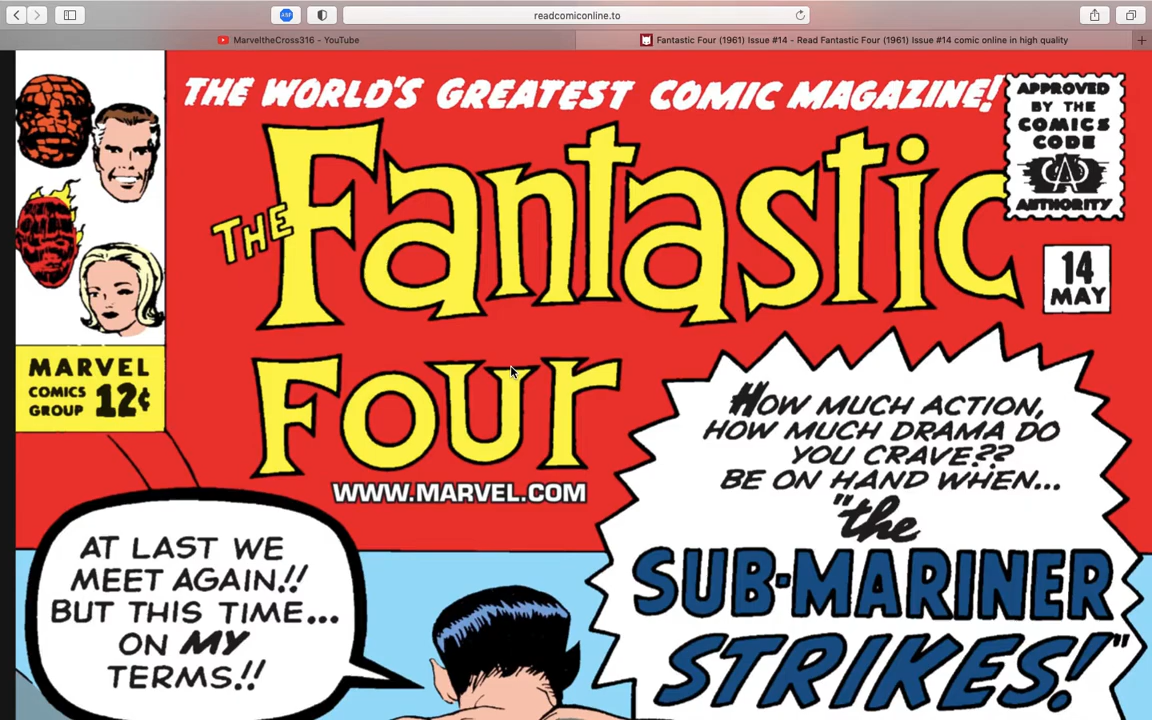 readcomiconline.to
MarveltheCross316 - YouTube
Fantastic Four (1961) Issue #14 - Read Fantastic Four (1961) Issue #14 comic online in high quality
THE WORLD'S GREATEST COMIC MAGAZINE!
APPROVED
BY THE
COMICS
CODE
CA
AUTHORITY
THE Fantastic
Four
14
MAY
MARVEL
COMICS
GROUP 12¢
WWW.MARVEL.COM
HOW MUCH ACTION,
HOW MUCH DRAMA DO
YOU CRAVE??
BE ON HAND WHEN...
"the
SUB-MARINER
STRIKES!"
AT LAST WE
MEET AGAIN!!
BUT THIS TIME...
ON MY
TERMS!!